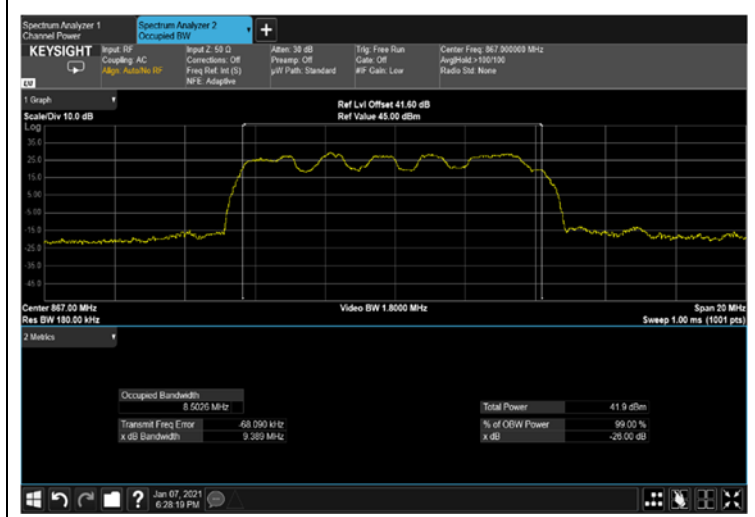 Spectrum Analyzer 1
Channel Power
Spectrum Analyzer 2
Occupied BW
KEYSIGHT
Input: RF
Coupling: AC
Align: Auto/No RF
Input Z: 50 Ω
Corrections: Off
Freq Ref: Int (S)
NFE: Adaptive
Atten: 30 dB
Preamp: Off
µW Path: Standard
Trig: Free Run
Gate: Off
#IF Gain: Low
Center Freq: 867.000000 MHz
Avg|Hold:>100/100
Radio Std: None
1 Graph
Scale/Div 10.0 dB
Ref Lvl Offset 41.60 dB
Ref Value 45.00 dBm
Log
35.0
25.0
15.0
5.00
-5.00
-15.0
-25.0
-35.0
-45.0
Center 867.00 MHz
Res BW 180.00 kHz
Video BW 1.8000 MHz
Span 20 MHz
Sweep 1.00 ms (1001 pts)
2 Metrics
Occupied Bandwidth
8.5026 MHz
Transmit Freq Error -68.090 kHz
x dB Bandwidth 9.389 MHz
Total Power 41.9 dBm
% of OBW Power 99.00 %
x dB -26.00 dB
Jan 07, 2021
6:28:19 PM